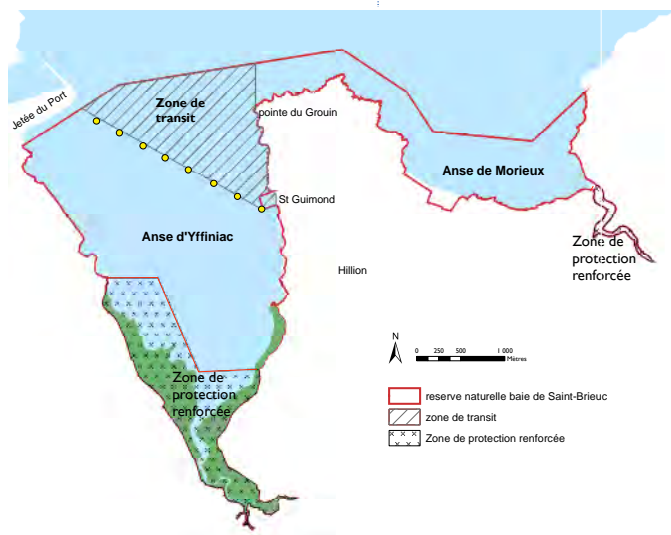 Jetée du Port
Zone de
transit
pointe du Grouin
Anse de Morieux
St Guimond
Anse d'Yffiniac
Zone de
protection
renforcée
Hillion
N
0 250 500 1 000
Mètres
Zone de
protection
renforcée
reserve naturelle baie de Saint-Brieuc
zone de transit
Zone de protection renforcée